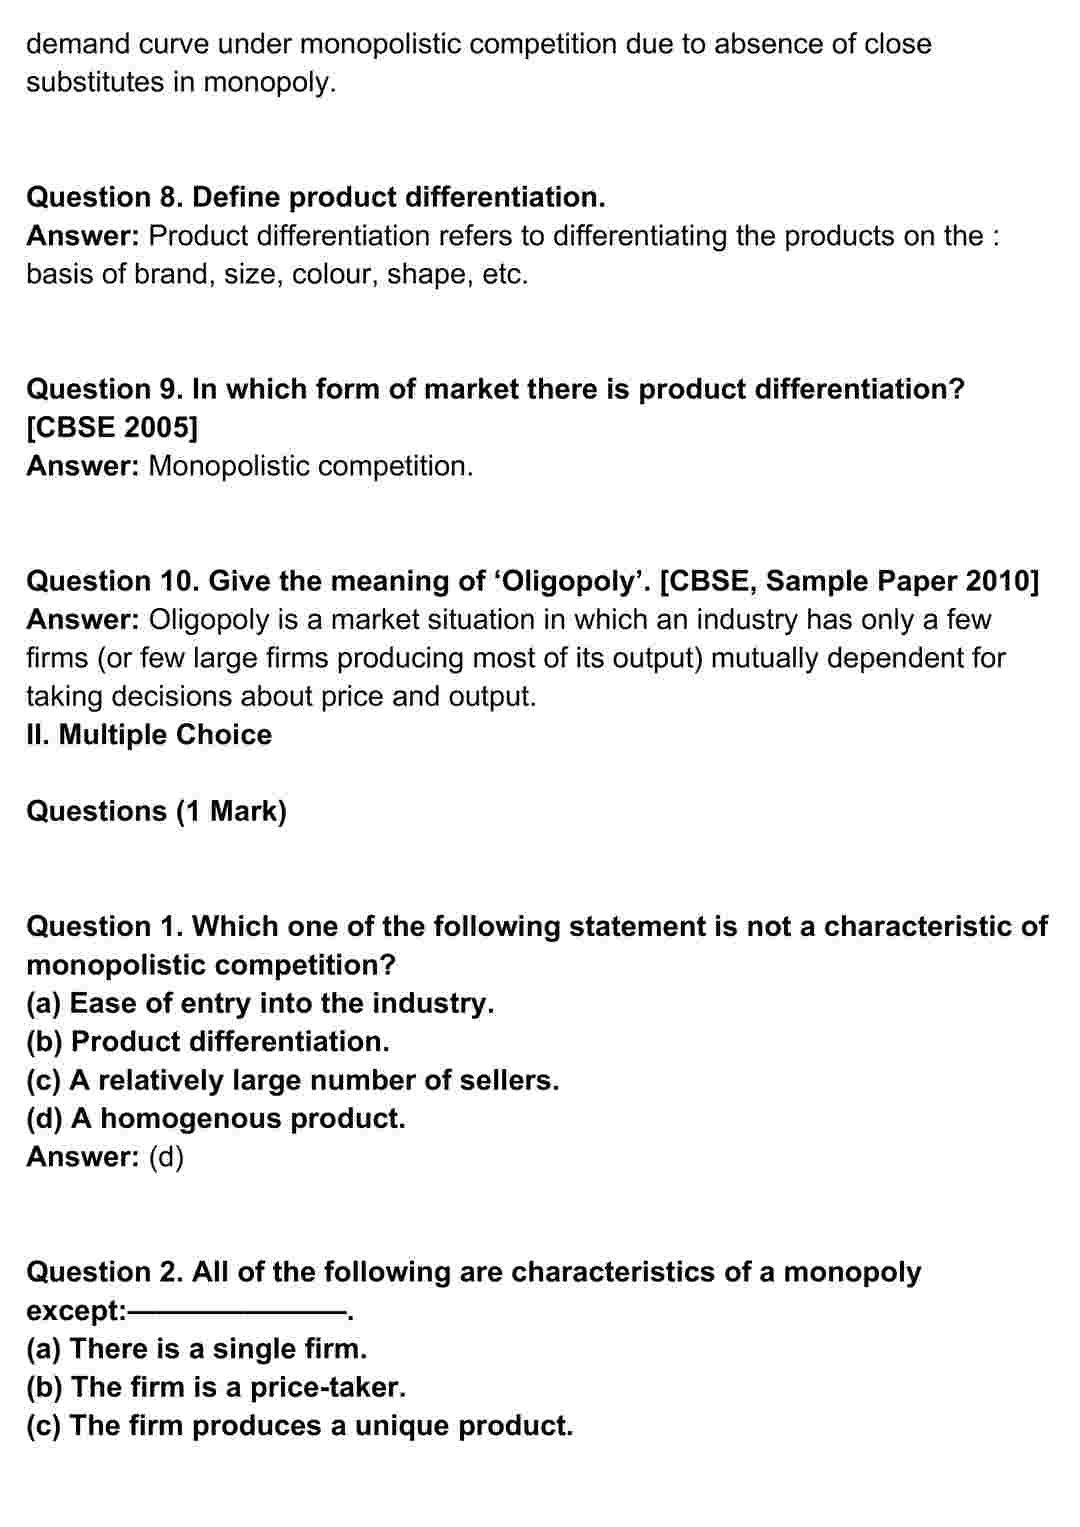 demand curve under monopolistic competition due to absence of close
substitutes in monopoly.
Question 8. Define product differentiation.
Answer: Product differentiation refers to differentiating the products on the :
basis of brand, size, colour, shape, etc.
Question 9. In which form of market there is product differentiation?
[CBSE 2005]
Answer: Monopolistic competition.
Question 10. Give the meaning of ‘Oligopoly’. [CBSE, Sample Paper 2010]
Answer: Oligopoly is a market situation in which an industry has only a few
firms (or few large firms producing most of its output) mutually dependent for
taking decisions about price and output.
II. Multiple Choice
Questions (1 Mark)
Question 1. Which one of the following statement is not a characteristic of
monopolistic competition?
(a) Ease of entry into the industry.
(b) Product differentiation.
(c) A relatively large number of sellers.
(d) A homogenous product.
Answer: (d)
Question 2. All of the following are characteristics of a monopoly
except:————————.
(a) There is a single firm.
(b) The firm is a price-taker.
(c) The firm produces a unique product.